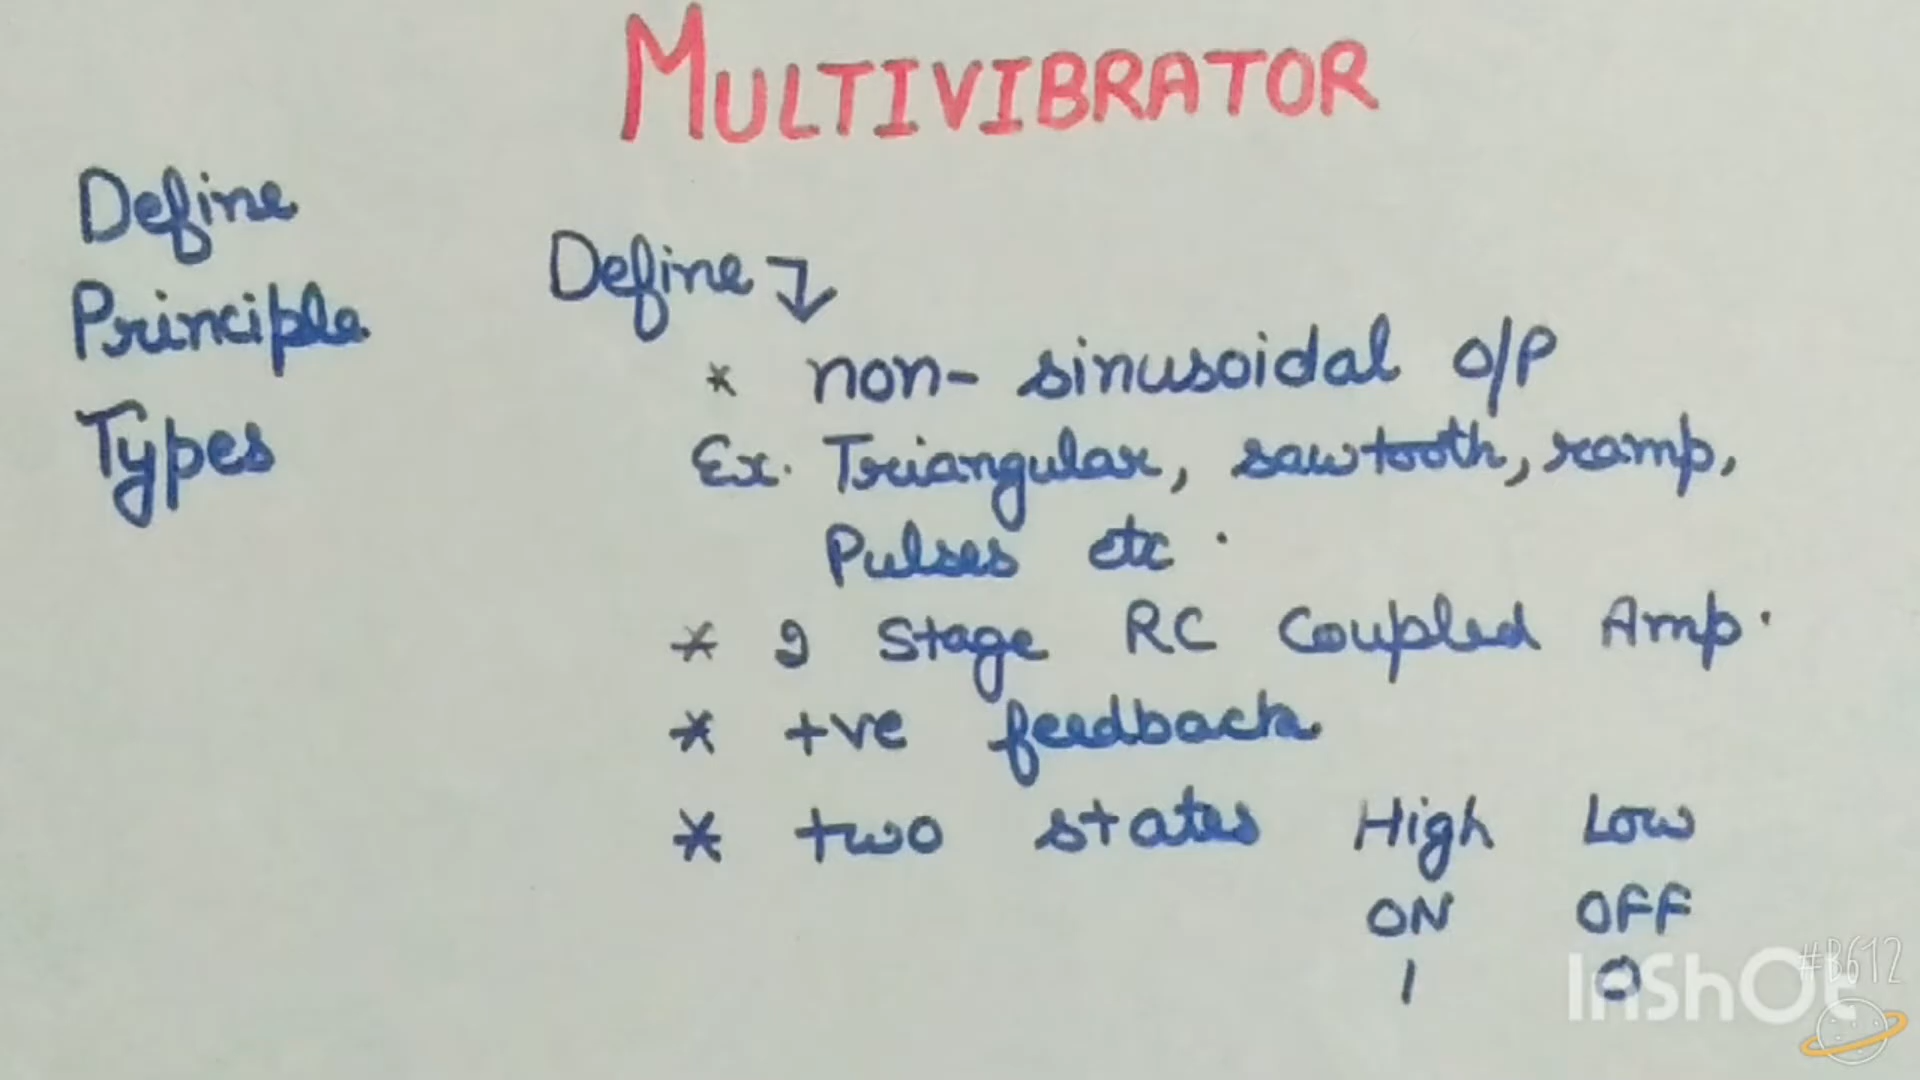 MULTIVIBRATOR
Define
Principle
Types
Define
* non- sinusoidal O/P
Ex. Triangular, sawtooth, ramp,
Pulses etc.
* 2 Stage RC Coupled Amp.
* +ve feedback
* two states High Low
ON OFF
1 0
InShOt
#B612